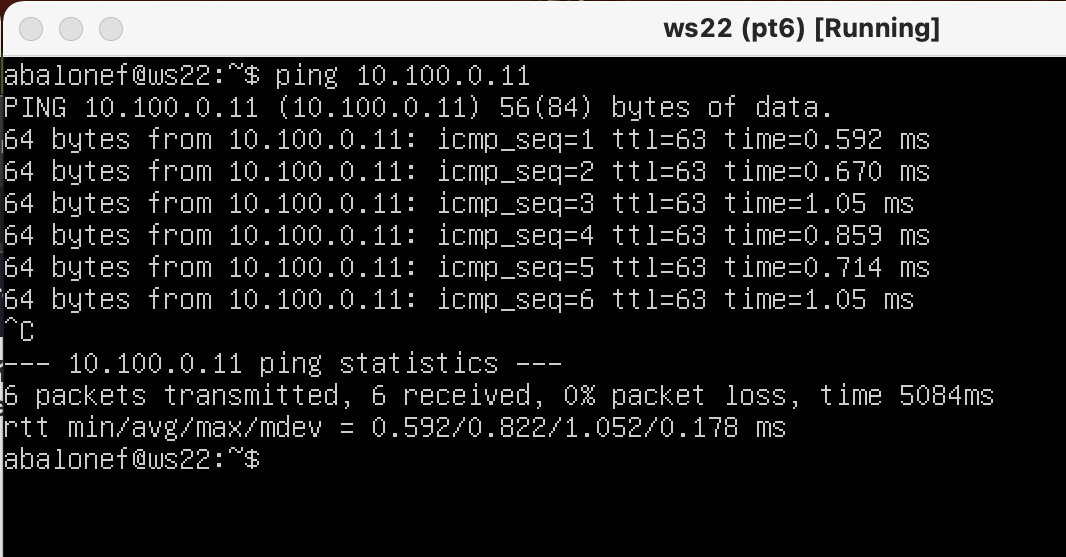 ws22 (pt6) [Running]
abalonef@ws22:~$ ping 10.100.0.11
PING 10.100.0.11 (10.100.0.11) 56(84) bytes of data.
64 bytes from 10.100.0.11: icmp_seq=1 ttl=63 time=0.592 ms
64 bytes from 10.100.0.11: icmp_seq=2 ttl=63 time=0.670 ms
64 bytes from 10.100.0.11: icmp_seq=3 ttl=63 time=1.05 ms
64 bytes from 10.100.0.11: icmp_seq=4 ttl=63 time=0.859 ms
64 bytes from 10.100.0.11: icmp_seq=5 ttl=63 time=0.714 ms
64 bytes from 10.100.0.11: icmp_seq=6 ttl=63 time=1.05 ms
^C
--- 10.100.0.11 ping statistics ---
6 packets transmitted, 6 received, 0% packet loss, time 5084ms
rtt min/avg/max/mdev = 0.592/0.822/1.052/0.178 ms
abalonef@ws22:~$